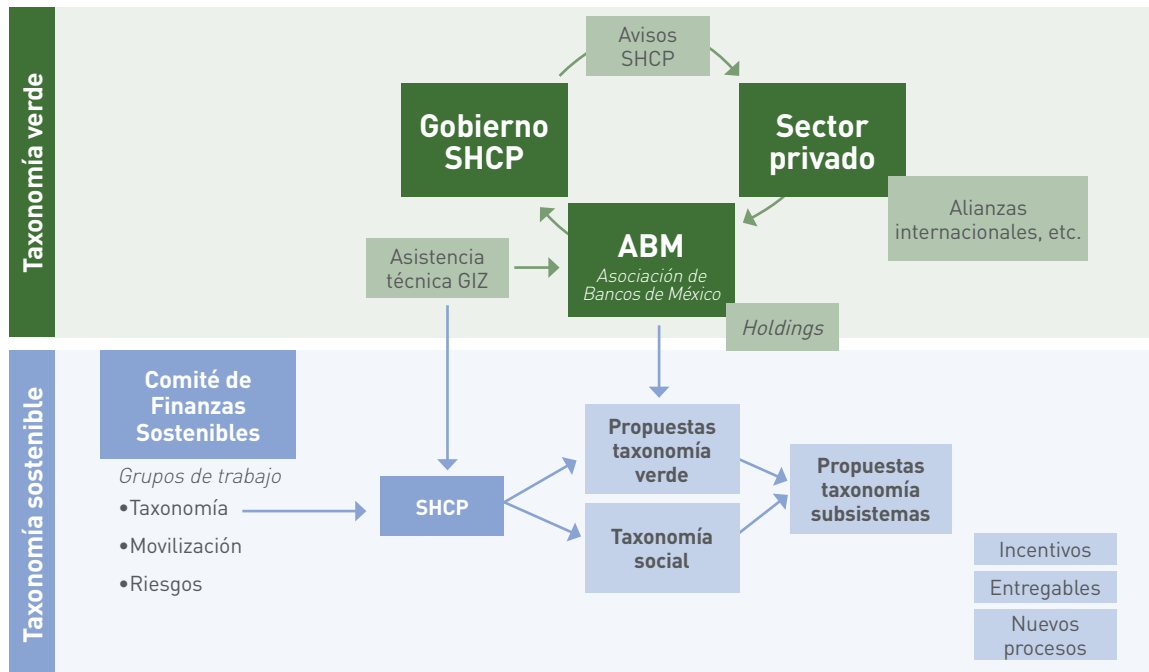 Taxonomía verde
Avisos
SHCP
Gobierno
SHCP
Sector
privado
Alianzas
internacionales, etc.
ABM
Asociación de
Bancos de México
Asistencia
técnica GIZ
Holdings
Taxonomía sostenible
Comité de
Finanzas
Sostenibles
Grupos de trabajo
•Taxonomía
•Movilización
•Riesgos
SHCP
Propuestas
taxonomía
verde
Taxonomía
social
Propuestas
taxonomía
subsistemas
Incentivos
Entregables
Nuevos
procesos